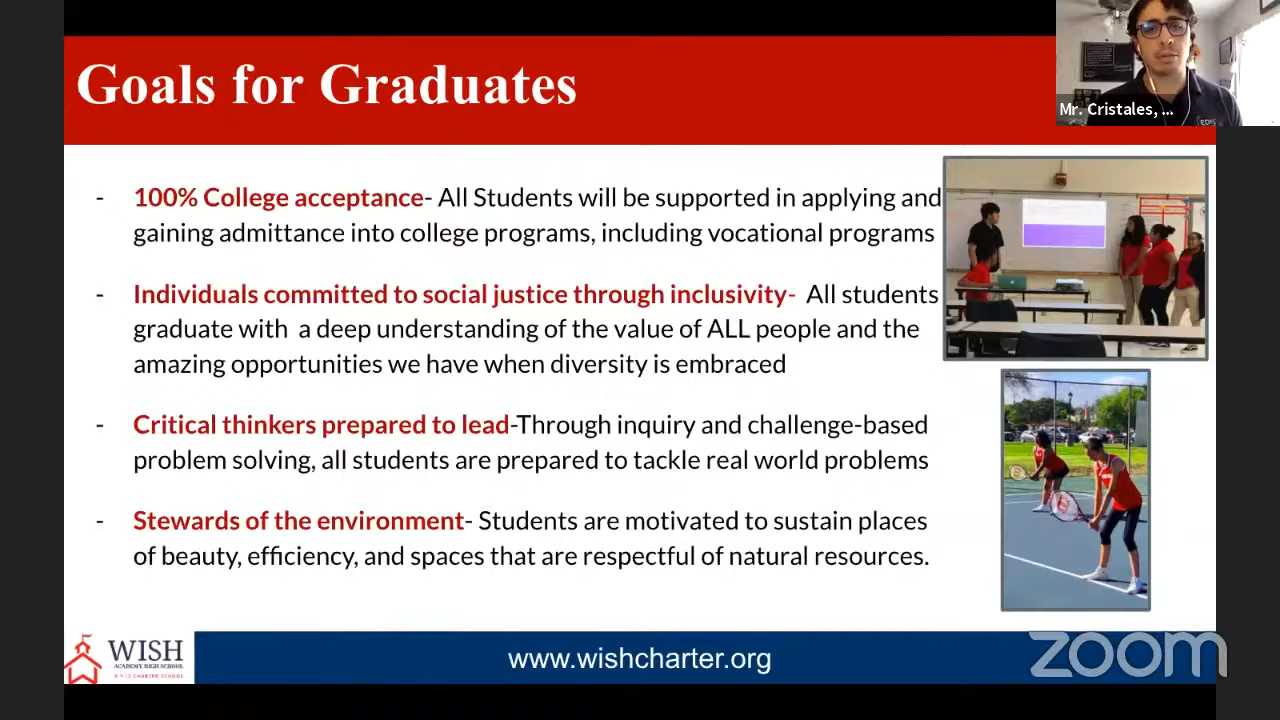 Goals for Graduates
Mr. Cristales, ...
- 100% College acceptance- All Students will be supported in applying and
gaining admittance into college programs, including vocational programs
- Individuals committed to social justice through inclusivity- All students
graduate with a deep understanding of the value of ALL people and the
amazing opportunities we have when diversity is embraced
- Critical thinkers prepared to lead-Through inquiry and challenge-based
problem solving, all students are prepared to tackle real world problems
- Stewards of the environment- Students are motivated to sustain places
of beauty, efficiency, and spaces that are respectful of natural resources.
WISH
ACADEMY HIGH SCHOOL
www.wishcharter.org
zoom